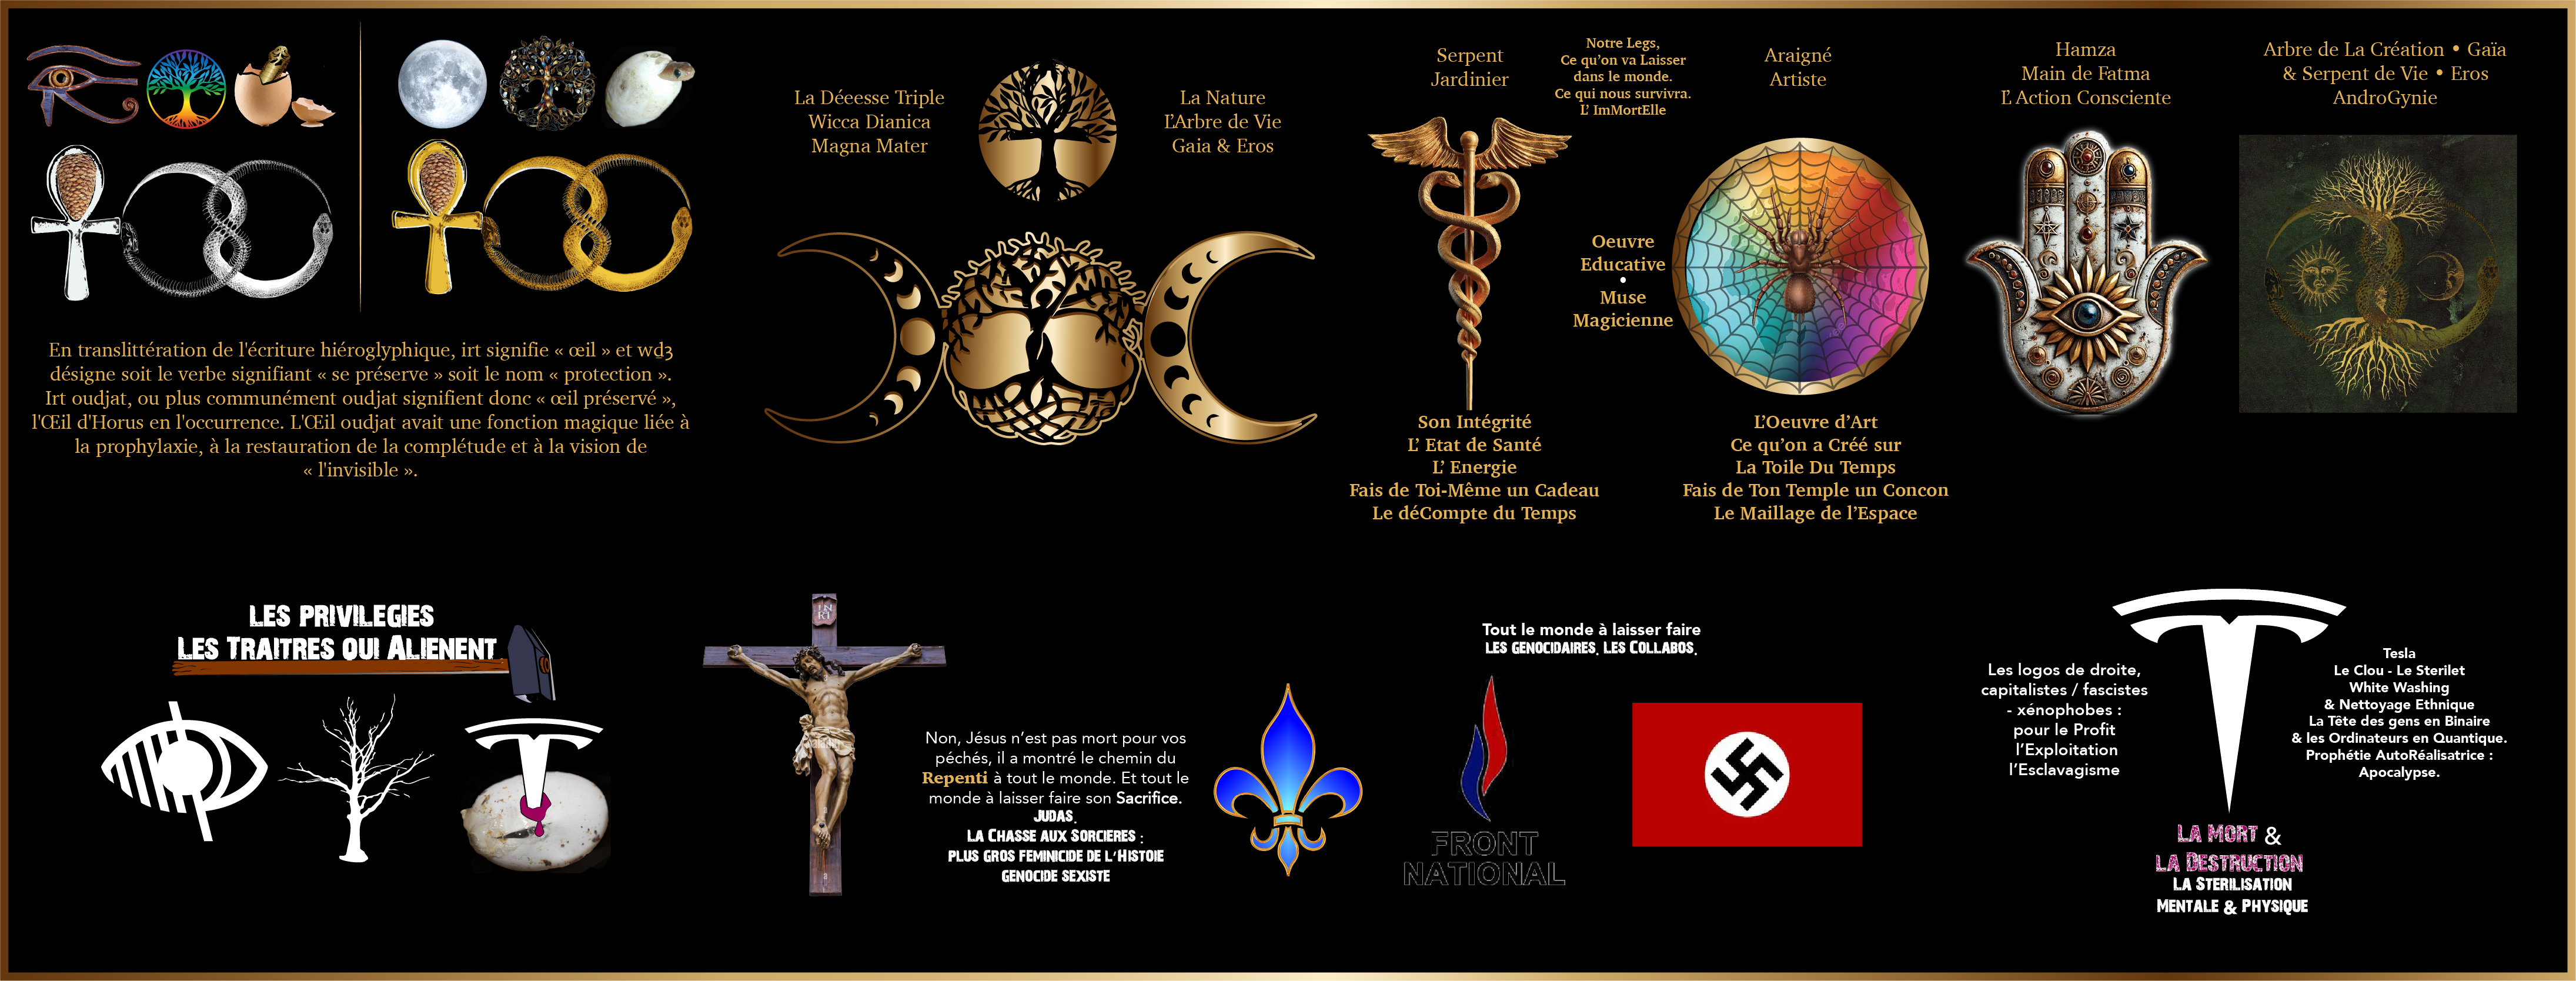 La Déeesse Triple
Wicca Dianica
Magna Mater
La Nature
L'Arbre de Vie
Gaia & Eros
Serpent
Jardinier
Notre Legs,
Ce qu'on va Laisser
dans le monde.
Ce qui nous survivra.
L' ImMortElle
Araigné
Artiste
Hamza
Main de Fatma
L' Action Consciente
Arbre de La Création • Gaïa
& Serpent de Vie • Eros
AndroGynie
Oeuvre
Educative
•
Muse
Magicienne
En translittération de l'écriture hiéroglyphique, irt signifie « œil » et wḏ3
désigne soit le verbe signifiant « se préserve » soit le nom « protection ».
Irt oudjat, ou plus communément oudjat signifient donc « œil préservé »,
l'Œil d'Horus en l'occurrence. L'Œil oudjat avait une fonction magique liée à
la prophylaxie, à la restauration de la complétude et à la vision de
« l'invisible ».
Son Intégrité
L' Etat de Santé
L' Energie
Fais de Toi-Même un Cadeau
Le déCompte du Temps
L'Oeuvre d'Art
Ce qu'on a Créé sur
La Toile Du Temps
Fais de Ton Temple un Concon
Le Maillage de l'Espace
LES PRIVILEGIES
LES TRAITRES QUI ALIENENT
INRI
Non, Jésus n'est pas mort pour vos
péchés, il a montré le chemin du
Repenti à tout le monde. Et tout le
monde à laisser faire son Sacrifice.
JUDAS.
LA CHASSE AUX SORCIERES :
PLUS GROS FEMINICIDE DE L'HISTOIE
GENOCIDE SEXISTE
Tout le monde à laisser faire
LES GENOCIDAIRES. LES COLLABOS.
FRONT
NATIONAL
Les logos de droite,
capitalistes / fascistes
- xénophobes :
pour le Profit
l'Exploitation
l'Esclavagisme
Tesla
Le Clou - Le Sterilet
White Washing
& Nettoyage Ethnique
La Tête des gens en Binaire
& les Ordinateurs en Quantique.
Prophétie AutoRéalisatrice :
Apocalypse.
LA MORT &
LA DESTRUCTION
LA STERILISATION
MENTALE & PHYSIQUE